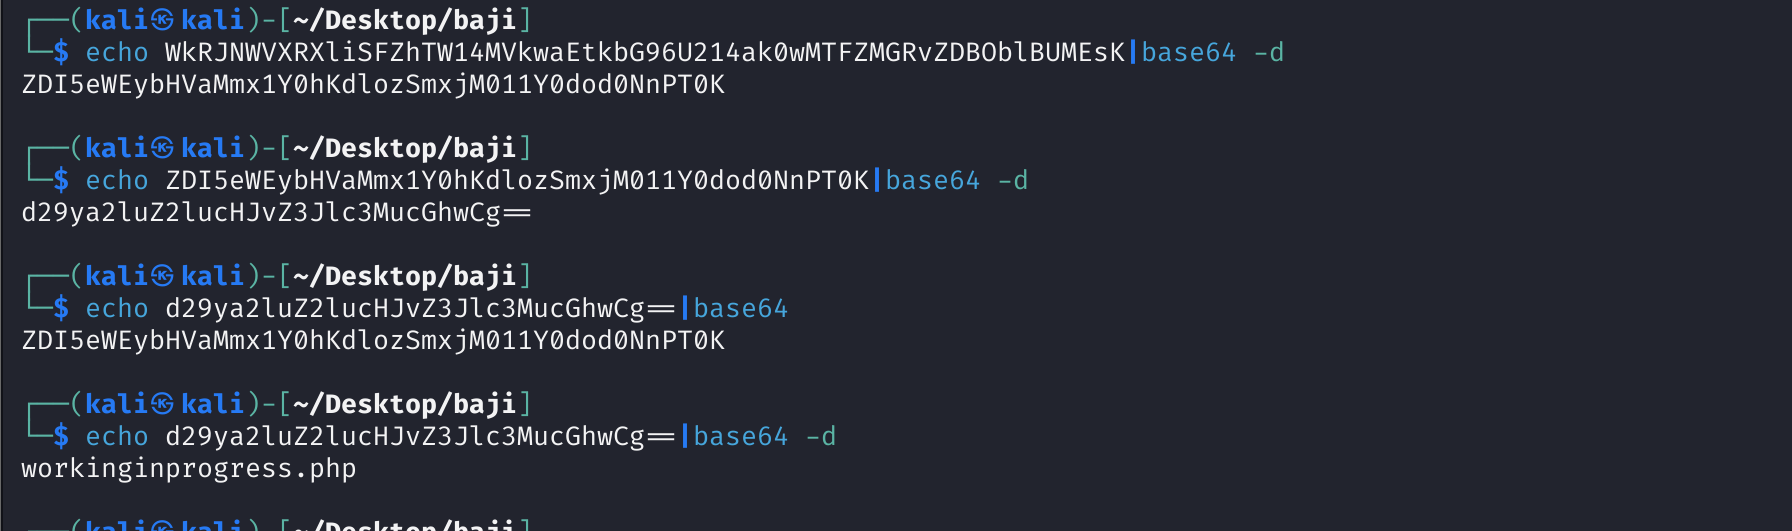 ┌──(kali㉿kali)-[~/Desktop/baji]
└─$ echo WkRJNWVXRXliSFZhTW14MVkwaEtkbG96U214ak0wMTFZMGRvZDBOblBUMEsK|base64 -d
ZDI5eWEybHVaMmx1Y0hKdlozSmxjM011Y0dod0NnPT0K
┌──(kali㉿kali)-[~/Desktop/baji]
└─$ echo ZDI5eWEybHVaMmx1Y0hKdlozSmxjM011Y0dod0NnPT0K|base64 -d
d29ya2luZ2lucHJvZ3Jlc3MucGhwCg==
┌──(kali㉿kali)-[~/Desktop/baji]
└─$ echo d29ya2luZ2lucHJvZ3Jlc3MucGhwCg==|base64
ZDI5eWEybHVaMmx1Y0hKdlozSmxjM011Y0dod0NnPT0K
┌──(kali㉿kali)-[~/Desktop/baji]
└─$ echo d29ya2luZ2lucHJvZ3Jlc3MucGhwCg==|base64 -d
workinginprogress.php
┌──(kali㉿kali)-[~/Desktop/baji]